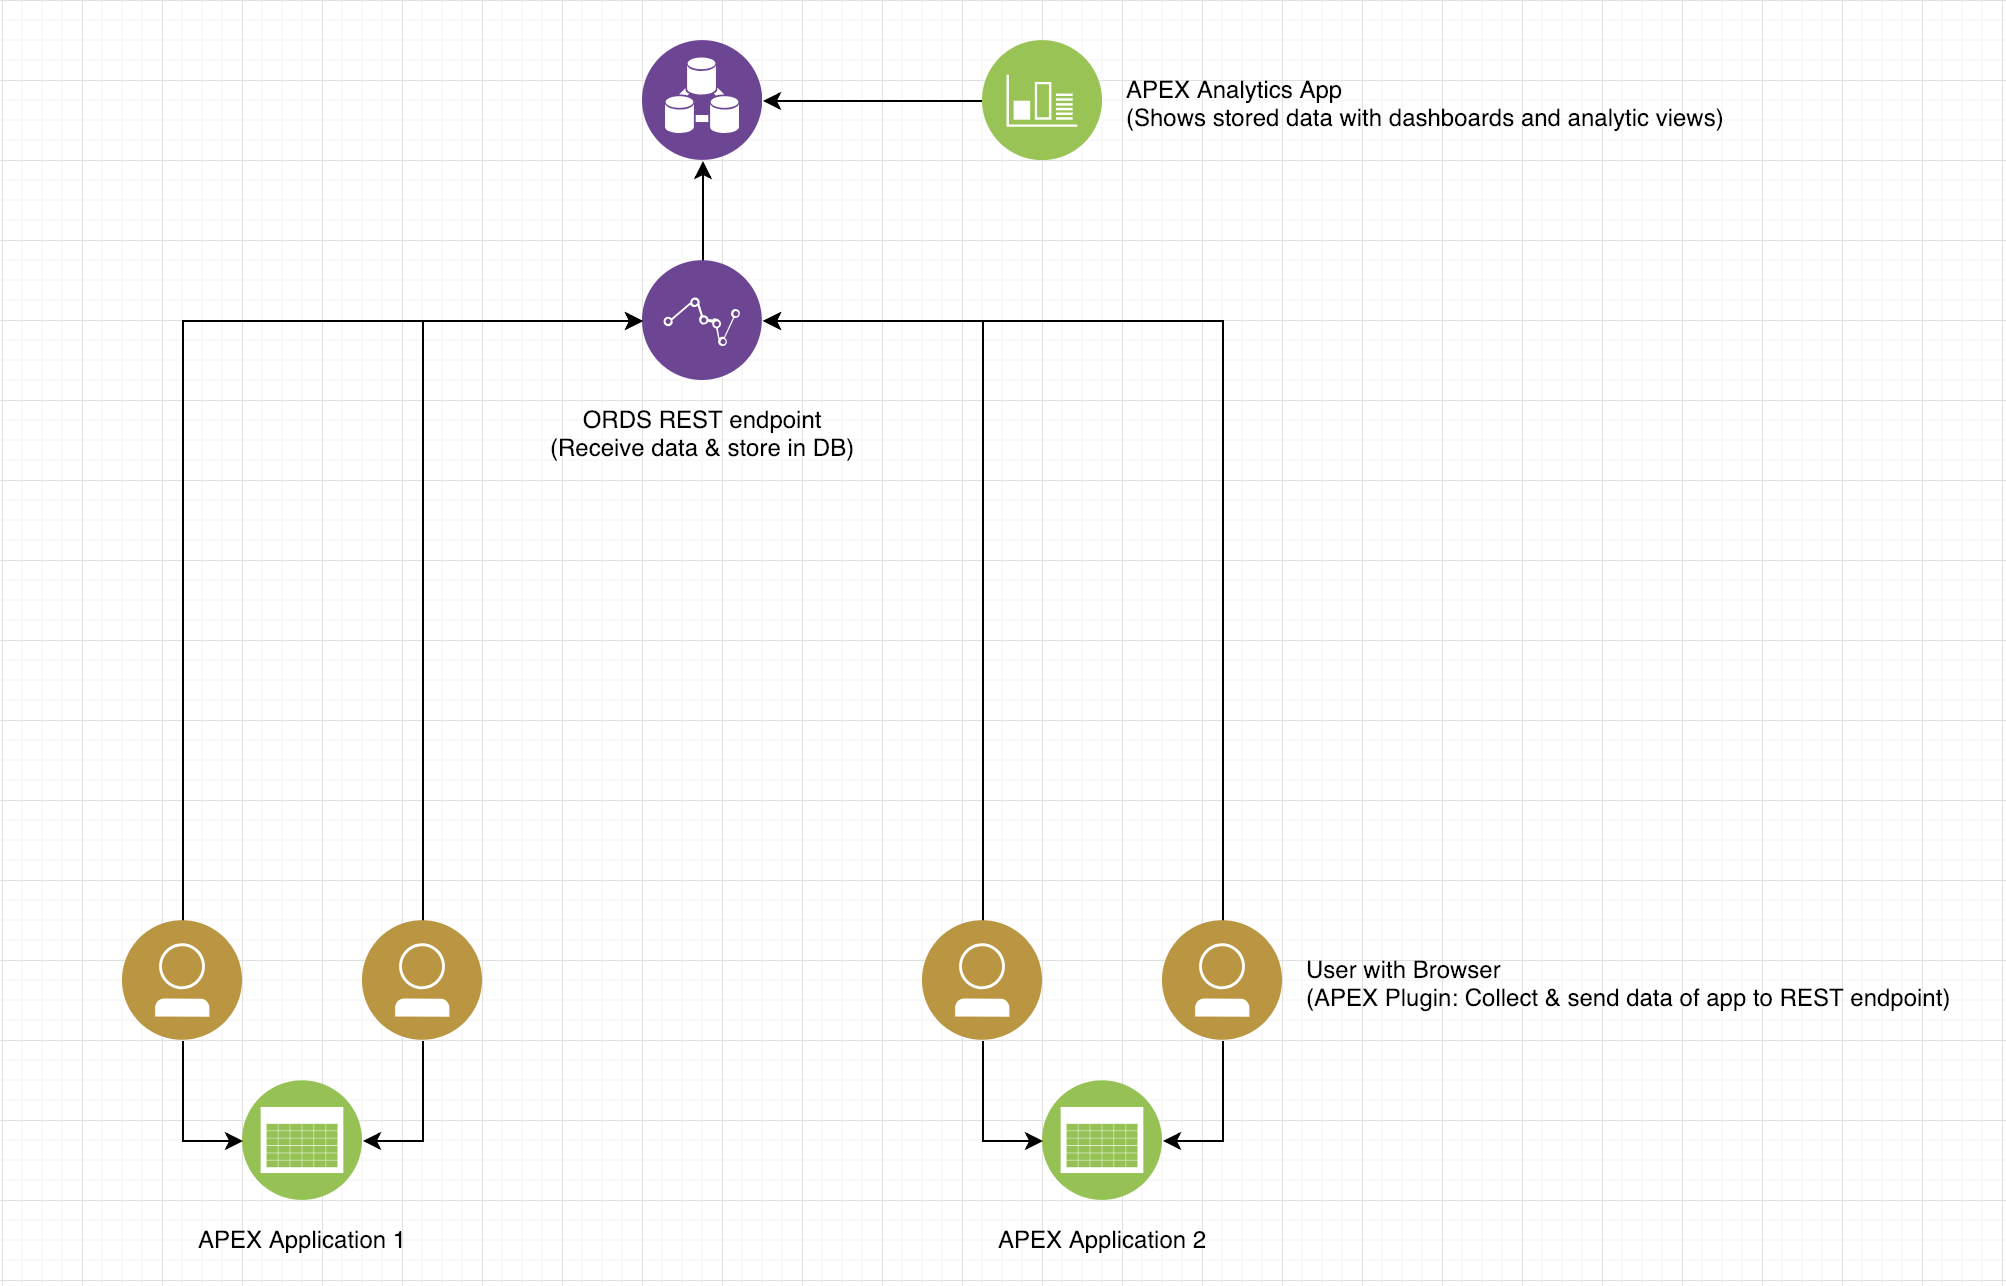 APEX Analytics App
(Shows stored data with dashboards and analytic views)
ORDS REST endpoint
(Receive data & store in DB)
User with Browser
(APEX Plugin: Collect & send data of app to REST endpoint)
APEX Application 1
APEX Application 2